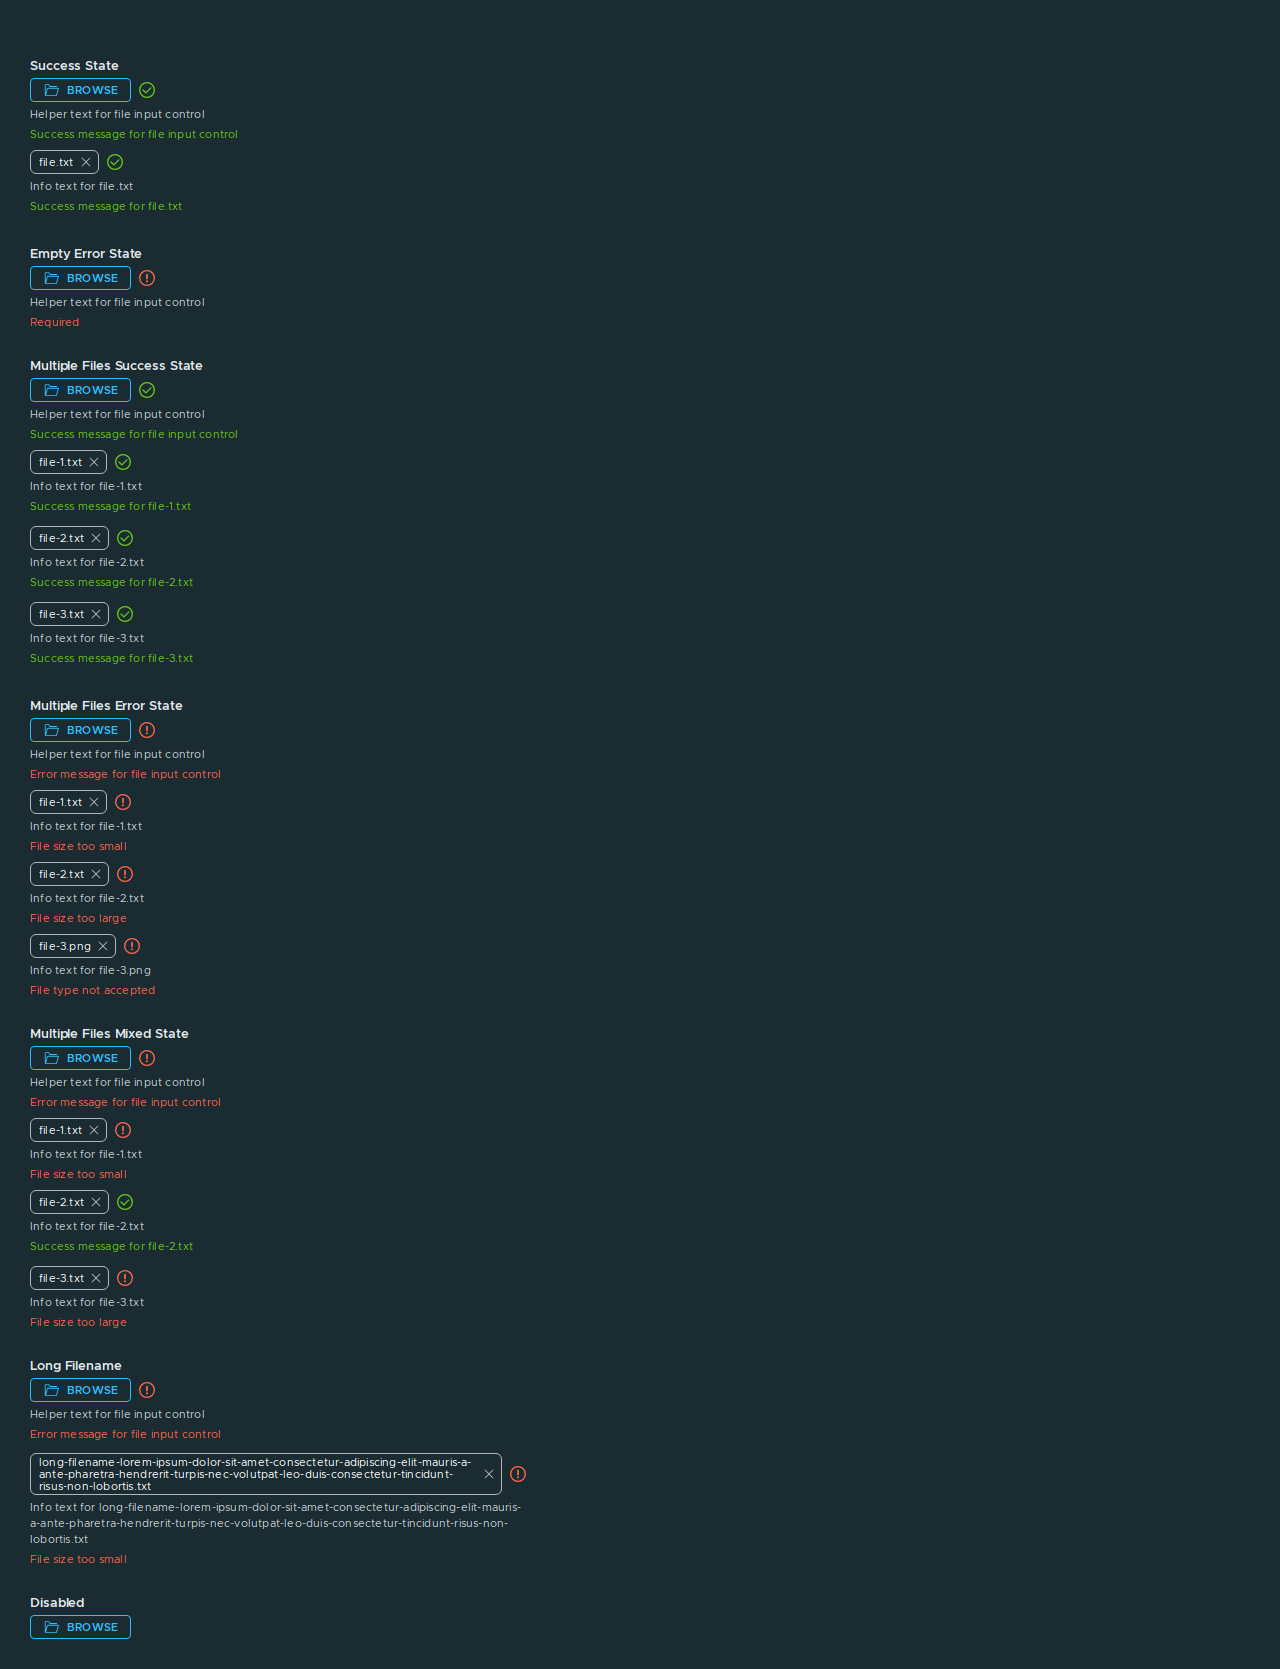 Success State
BROWSE
Helper text for file input control
Success message for file input control
file.txt
Info text for file.txt
Success message for file.txt
Empty Error State
BROWSE
Helper text for file input control
Required
Multiple Files Success State
BROWSE
Helper text for file input control
Success message for file input control
file-1.txt
Info text for file-1.txt
Success message for file-1.txt
file-2.txt
Info text for file-2.txt
Success message for file-2.txt
file-3.txt
Info text for file-3.txt
Success message for file-3.txt
Multiple Files Error State
BROWSE
Helper text for file input control
Error message for file input control
file-1.txt
Info text for file-1.txt
File size too small
file-2.txt
Info text for file-2.txt
File size too large
file-3.png
Info text for file-3.png
File type not accepted
Multiple Files Mixed State
BROWSE
Helper text for file input control
Error message for file input control
file-1.txt
Info text for file-1.txt
File size too small
file-2.txt
Info text for file-2.txt
Success message for file-2.txt
file-3.txt
Info text for file-3.txt
File size too large
Long Filename
BROWSE
Helper text for file input control
Error message for file input control
long-filename-lorem-ipsum-dolor-sit-amet-consectetur-adipiscing-elit-mauris-a-
ante-pharetra-hendrerit-turpis-nec-volutpat-leo-duis-consectetur-tincidunt-
risus-non-lobortis.txt
Info text for long-filename-lorem-ipsum-dolor-sit-amet-consectetur-adipiscing-elit-mauris-
a-ante-pharetra-hendrerit-turpis-nec-volutpat-leo-duis-consectetur-tincidunt-risus-non-
lobortis.txt
File size too small
Disabled
BROWSE